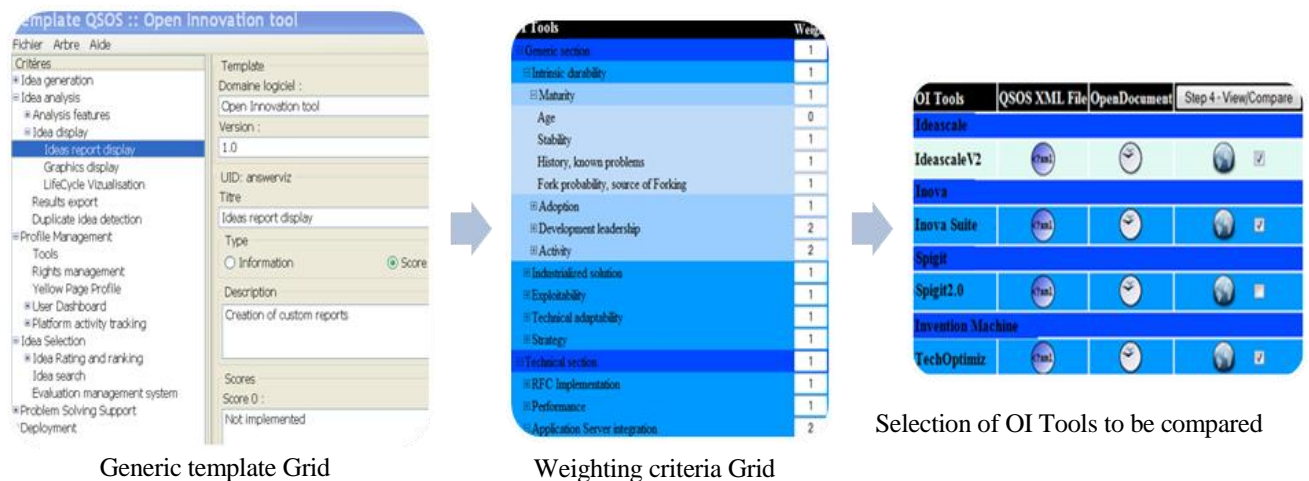 Template QSOS :: Open Innovation tool
Fichier Arbre Aide
Critères
Idea generation
Idea analysis
Analysis features
Idea display
Ideas report display
Graphics display
LifeCycle Vizualisation
Results export
Duplicate idea detection
Profile Management
Tools
Rights management
Yellow Page Profile
User Dashboard
Platform activity tracking
Idea Selection
Idea Rating and ranking
Idea search
Evaluation management system
Problem Solving Support
Deployment
Template
Domaine logiciel :
Open Innovation tool
Version :
1.0
UID: answerviz
Titre
Ideas report display
Type
Information Score
Description
Creation of custom reports
Scores
Score 0 :
Not implemented
Generic template Grid
OI Tools Weig
Generic section 1
Intrinsic durability 1
Maturity 1
Age 0
Stability 1
History, known problems 1
Fork probability, source of Forking 1
Adoption 1
Development leadership 2
Activity 2
Industrialized solution 1
Exploitability 1
Technical adaptability 1
Strategy 1
Technical section 1
RFC Implementation 1
Performance 1
Application Server integration 2
Weighting criteria Grid
OI Tools QSOS XML File OpenDocument Step 4 - View/Compare
Ideascale
IdeascaleV2 <?xml
Inova
Inova Suite <?xml
Spigit
Spigit2.0 <?xml
Invention Machine
TechOptimiz <?xml
Selection of OI Tools to be compared